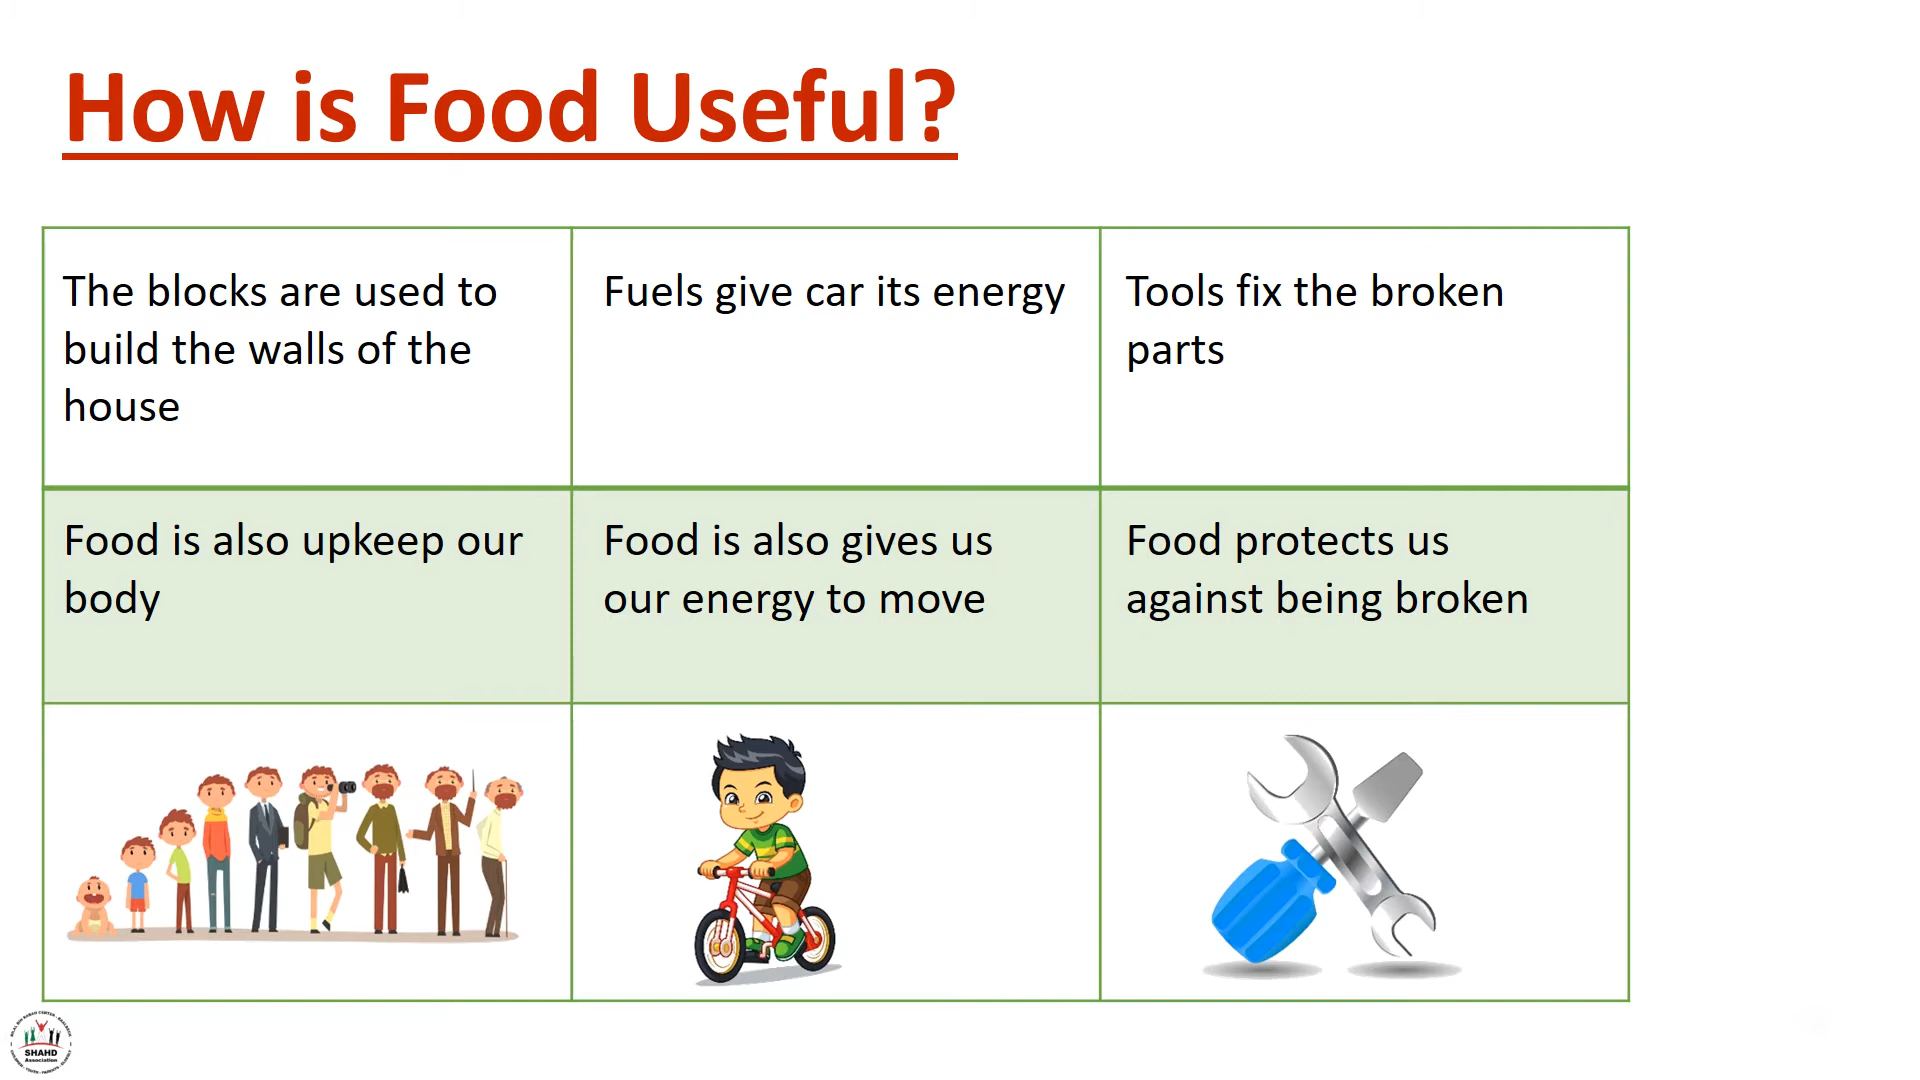 How is Food Useful?
The blocks are used to
build the walls of the
house
Fuels give car its energy
Tools fix the broken
parts
Food is also upkeep our
body
Food is also gives us
our energy to move
Food protects us
against being broken
SHAHD
Association